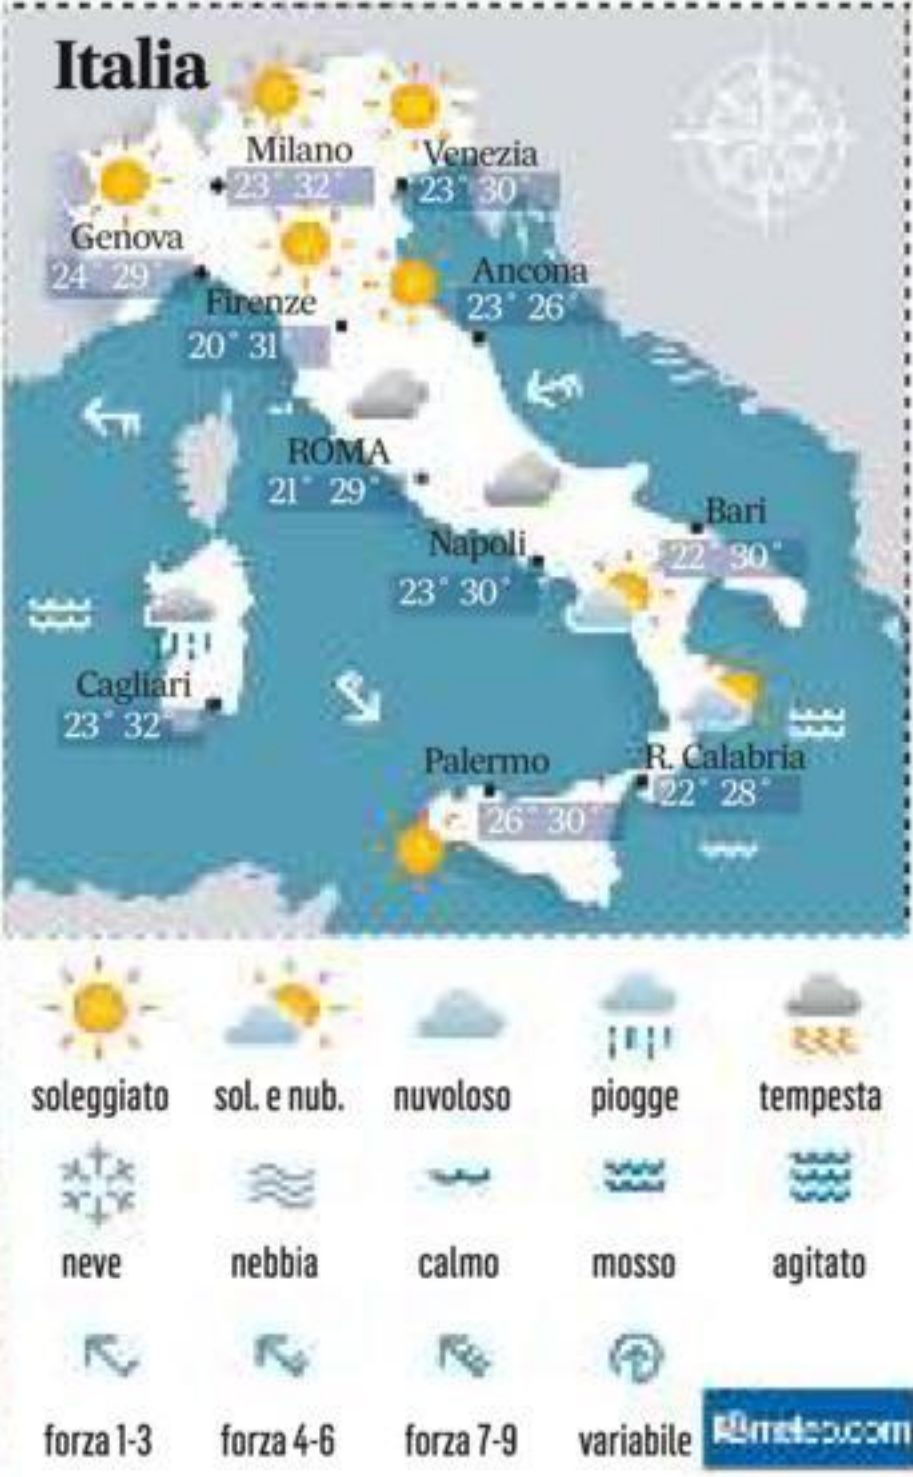 Italia
Milano
23° 32°
Venezia
23° 30°
Genova
24° 29°
Firenze
20° 31
Ancona
23° 26°
ROMA
21° 29°
Bari
22° 30°
Napoli
23° 30°
Cagliari
23° 32°
Palermo
26° 30°
R. Calabria
22° 28°
soleggiato sol. e nub. nuvoloso piogge tempesta
neve nebbia calmo mosso agitato
forza 1-3 forza 4-6 forza 7-9 variabile